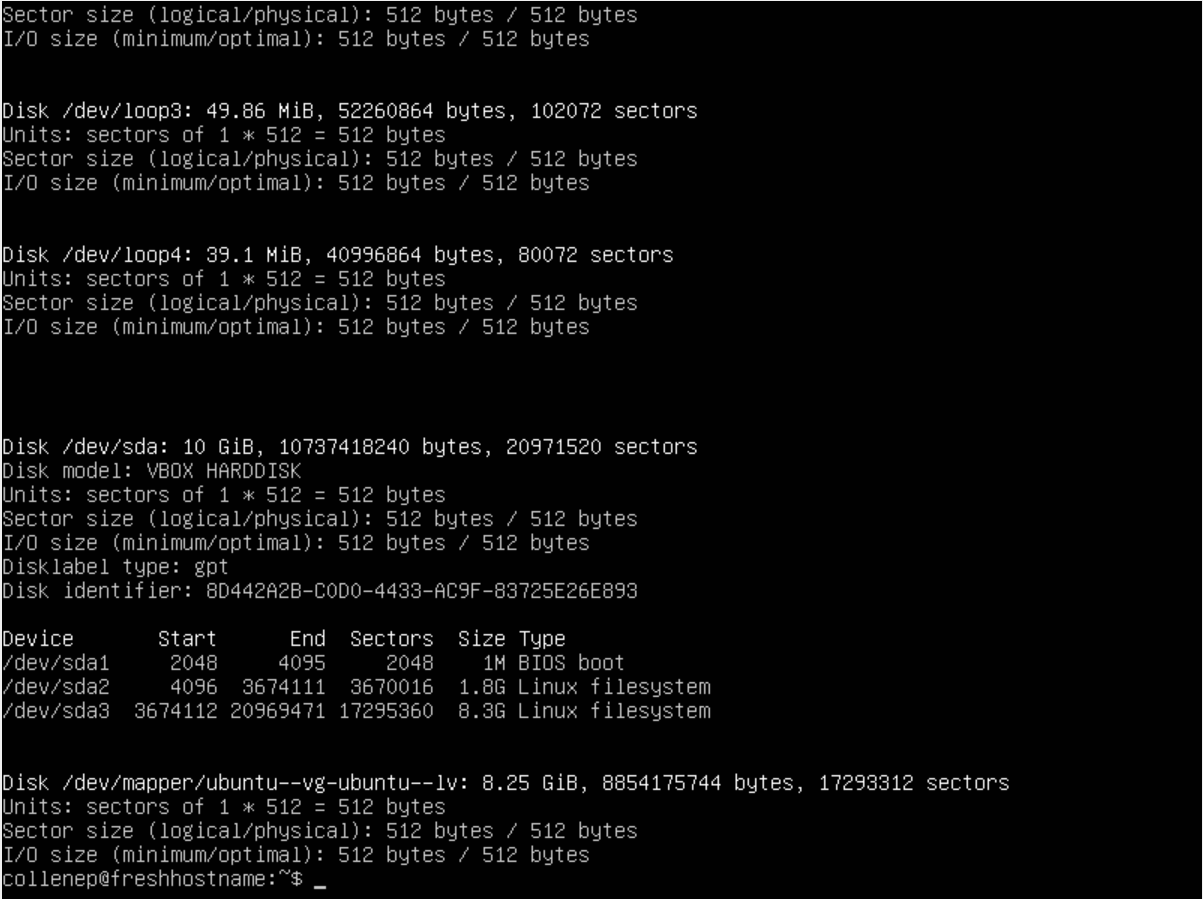 Sector size (logical/physical): 512 bytes / 512 bytes
I/O size (minimum/optimal): 512 bytes / 512 bytes
Disk /dev/loop3: 49.86 MiB, 52260864 bytes, 102072 sectors
Units: sectors of 1 * 512 = 512 bytes
Sector size (logical/physical): 512 bytes / 512 bytes
I/O size (minimum/optimal): 512 bytes / 512 bytes
Disk /dev/loop4: 39.1 MiB, 40996864 bytes, 80072 sectors
Units: sectors of 1 * 512 = 512 bytes
Sector size (logical/physical): 512 bytes / 512 bytes
I/O size (minimum/optimal): 512 bytes / 512 bytes
Disk /dev/sda: 10 GiB, 10737418240 bytes, 20971520 sectors
Disk model: VBOX HARDDISK
Units: sectors of 1 * 512 = 512 bytes
Sector size (logical/physical): 512 bytes / 512 bytes
I/O size (minimum/optimal): 512 bytes / 512 bytes
Disklabel type: gpt
Disk identifier: 8D442A2B-C0D0-4433-AC9F-83725E26E893
Device Start End Sectors Size Type
/dev/sda1 2048 4095 2048 1M BIOS boot
/dev/sda2 4096 3674111 3670016 1.8G Linux filesystem
/dev/sda3 3674112 20969471 17295360 8.3G Linux filesystem
Disk /dev/mapper/ubuntu--vg-ubuntu--lv: 8.25 GiB, 8854175744 bytes, 17293312 sectors
Units: sectors of 1 * 512 = 512 bytes
Sector size (logical/physical): 512 bytes / 512 bytes
I/O size (minimum/optimal): 512 bytes / 512 bytes
collenep@freshhostname:~$ _